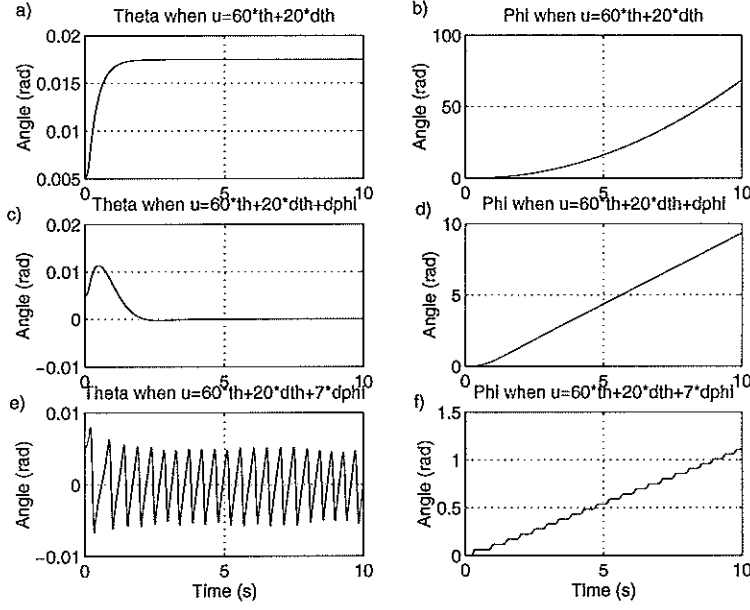 a)
Theta when u=60*th+20*dth
0.02
0.015
0.01
0.005
0
5
10
Angle (rad)
b)
Phi when u=60*th+20*dth
100
50
0
0
5
10
Angle (rad)
c)
Theta when u=60*th+20*dth+dphi
0.02
0.01
0
-0.01
0
5
10
Angle (rad)
d)
Phi when u=60*th+20*dth+dphi
10
5
0
0
5
10
Angle (rad)
e)
Theta when u=60*th+20*dth+7*dphi
0.01
0
-0.01
0
5
10
Angle (rad)
Time (s)
f)
Phi when u=60*th+20*dth+7*dphi
1.5
1
0.5
0
0
5
10
Angle (rad)
Time (s)